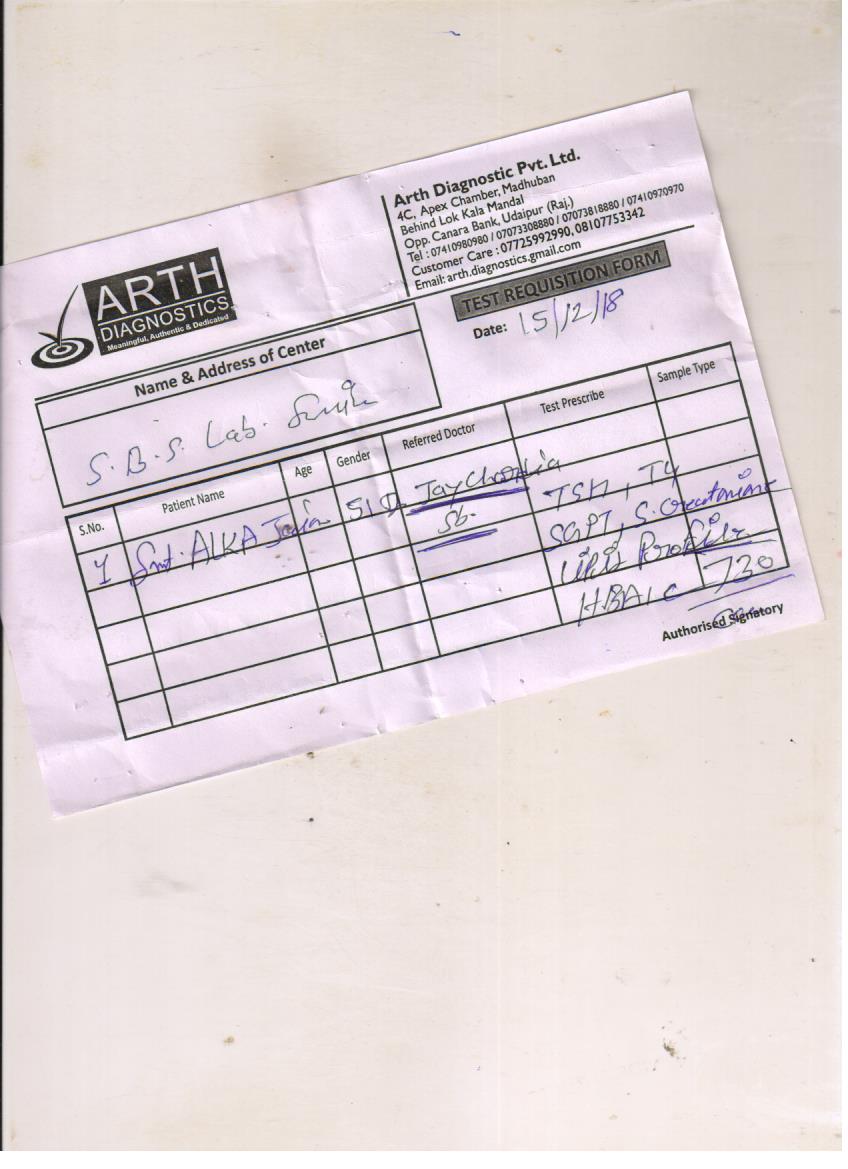 Arth Diagnostic Pvt. Ltd.
4C, Apex Chamber, Madhuban
Behind Lok Kala Mandal
Opp. Canara Bank, Udaipur (Raj.)
Tel : 07410980980 / 07073308880 / 07073818880 / 07410970970
Customer Care : 07725992990, 08107753342
Email: arth.diagnostics.gmail.com
ARTH
DIAGNOSTICS
Meaningful, Authentic & Dedicated
TEST REQUISITION FORM
Date: 15/12/18
Name & Address of Center
S.B.S. Lab.
S.No. Patient Name Age Gender Referred Doctor Test Prescribe Sample Type
1 Smt. ALKA Jain 51 TSH, T4
SGPT, S. Creatinine
Lipid Profile
HBA1C 730
Authorised Signatory